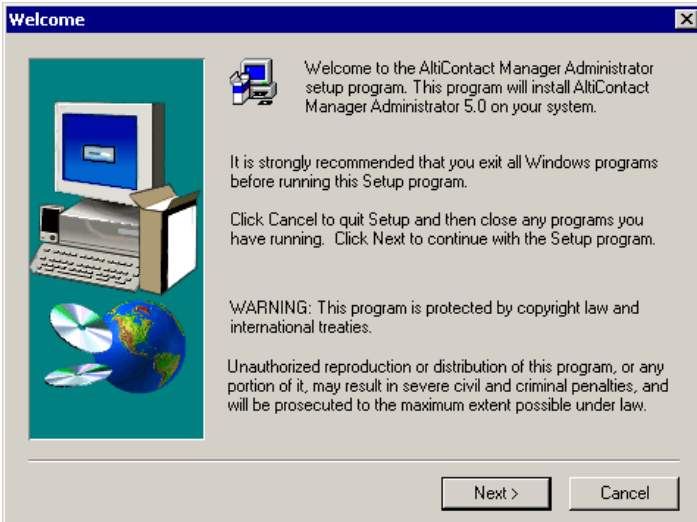 Welcome
Welcome to the AltiContact Manager Administrator
setup program. This program will install AltiContact
Manager Administrator 5.0 on your system.
It is strongly recommended that you exit all Windows programs
before running this Setup program.
Click Cancel to quit Setup and then close any programs you
have running.  Click Next to continue with the Setup program.
WARNING: This program is protected by copyright law and
international treaties.
Unauthorized reproduction or distribution of this program, or any
portion of it, may result in severe civil and criminal penalties, and
will be prosecuted to the maximum extent possible under law.
Next >
Cancel